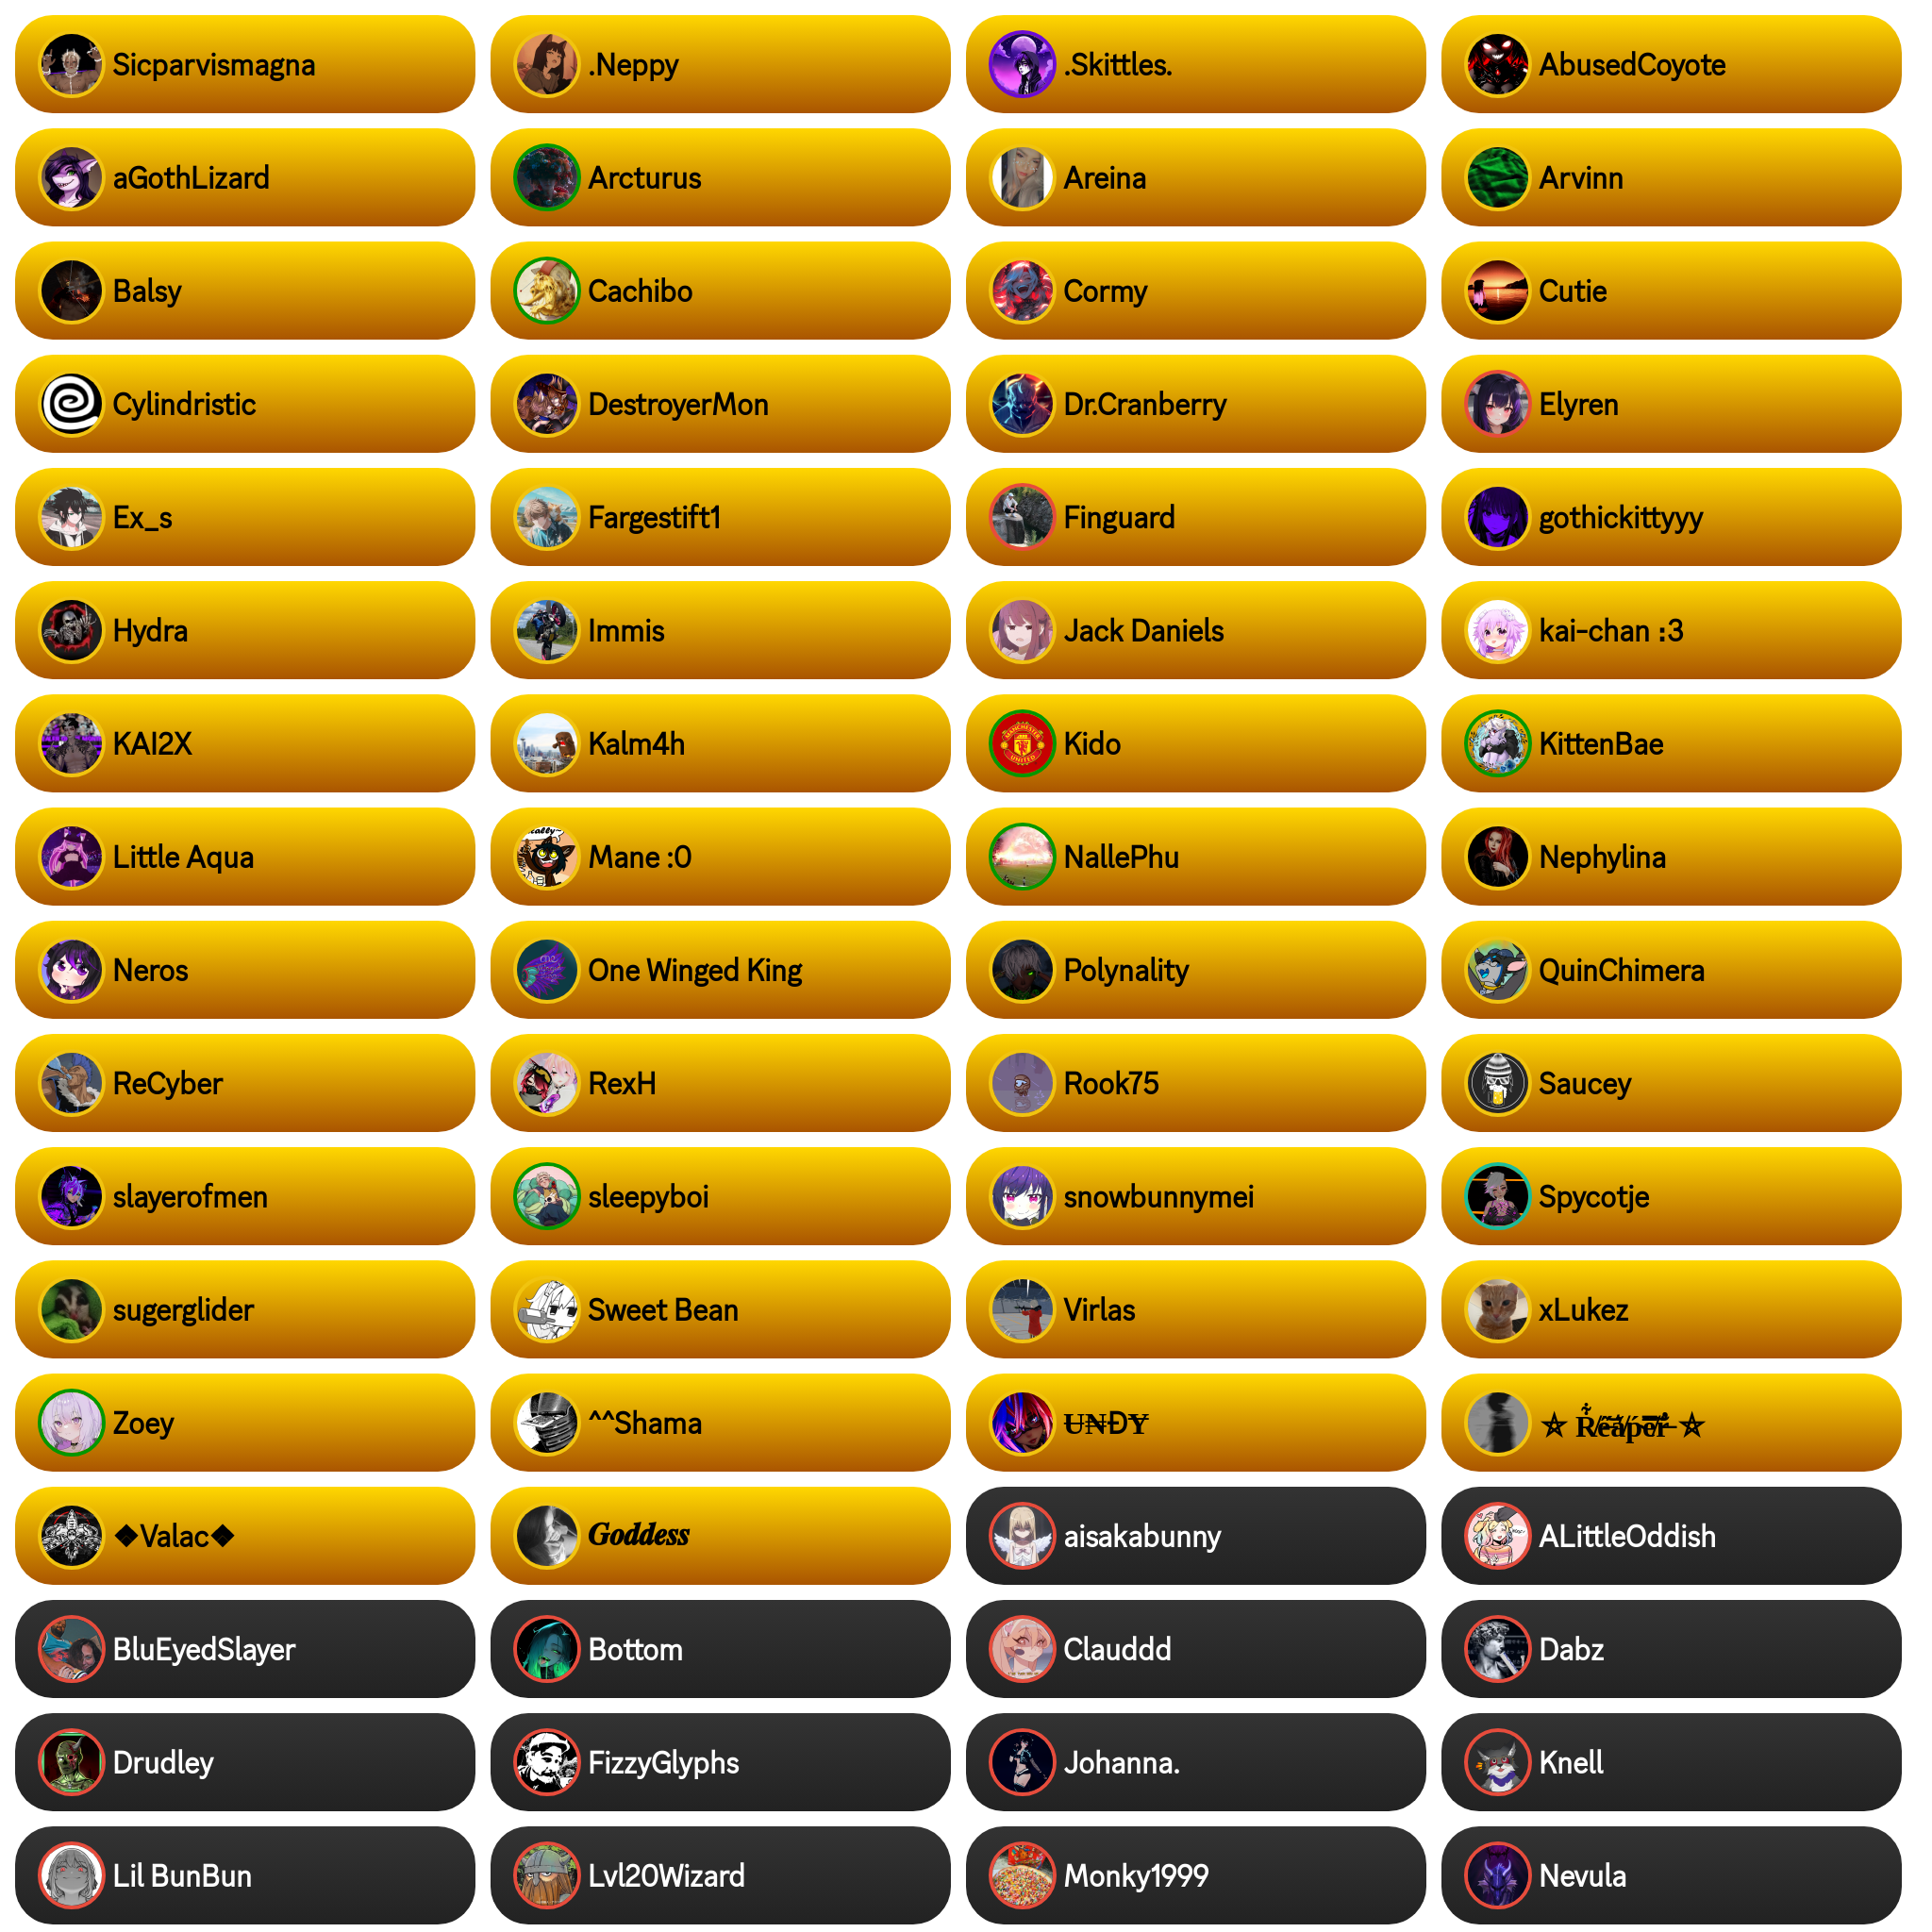 Sicparvismagna
.Neppy
.Skittles.
AbusedCoyote
aGothLizard
Arcturus
Areina
Arvinn
Balsy
Cachibo
Cormy
Cutie
Cylindristic
DestroyerMon
Dr.Cranberry
Elyren
Ex_s
Fargestift1
Finguard
gothickittyyy
Hydra
Immis
Jack Daniels
kai-chan :3
KAI2X
Kalm4h
Kido
MANCHESTER
UNITED
KittenBae
Little Aqua
Mane :0
NallePhu
Nephylina
Neros
One Winged King
Polynality
QuinChimera
ReCyber
RexH
Rook75
Saucey
slayerofmen
sleepyboi
snowbunnymei
Spycotje
sugerglider
Sweet Bean
Virlas
xLukez
Zoey
^^Shama
U̶N̶ĐY̶
⛤ Reaper ⛤
◆Valac◆
𝑮𝒐𝒅𝒅𝒆𝒔𝒔
aisakabunny
ALittleOddish
BluEyedSlayer
Bottom
Clauddd
Dabz
Drudley
FizzyGlyphs
Johanna.
Knell
Lil BunBun
Lvl20Wizard
Monky1999
Nevula